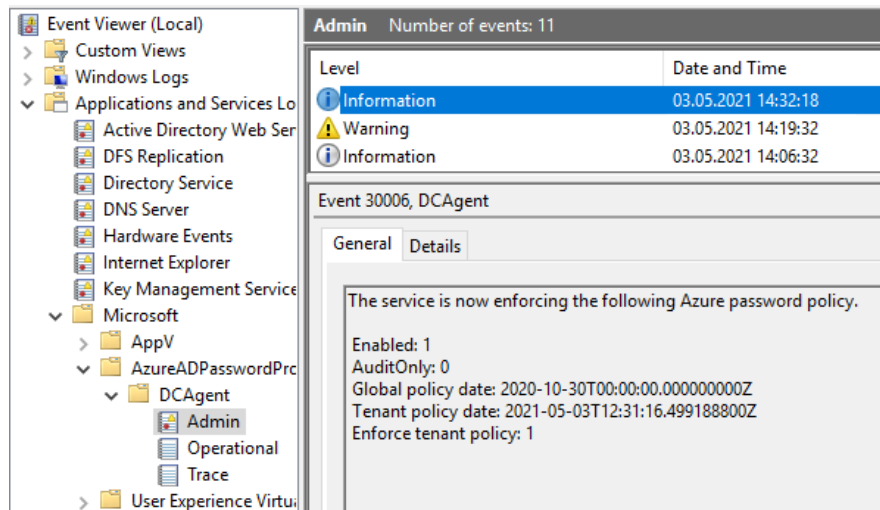 Event Viewer (Local)
Custom Views
Windows Logs
Applications and Services Lo
Active Directory Web Ser
DFS Replication
Directory Service
DNS Server
Hardware Events
Internet Explorer
Key Management Service
Microsoft
AppV
AzureADPasswordPrc
DCAgent
Admin
Operational
Trace
User Experience Virtu
Admin Number of events: 11
Level Date and Time
Information 03.05.2021 14:32:18
Warning 03.05.2021 14:19:32
Information 03.05.2021 14:06:32
Event 30006, DCAgent
General Details
The service is now enforcing the following Azure password policy.
Enabled: 1
AuditOnly: 0
Global policy date: 2020-10-30T00:00:00.000000000Z
Tenant policy date: 2021-05-03T12:31:16.499188800Z
Enforce tenant policy: 1